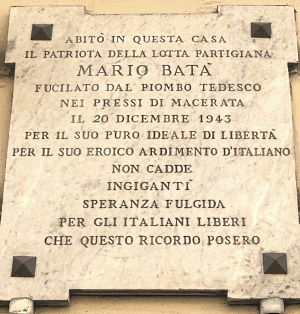 ABITÒ IN QUESTA CASA
IL PATRIOTA DELLA LOTTA PARTIGIANA
MARIO BATÀ
FUCILATO DAL PIOMBO TEDESCO
NEI PRESSI DI MACERATA
IL 20 DICEMBRE 1943
PER IL SUO PURO IDEALE DI LIBERTÀ
PER IL SUO EROICO ARDIMENTO D'ITALIANO
NON CADDE
INGIGANTÌ
SPERANZA FULGIDA
PER GLI ITALIANI LIBERI
CHE QUESTO RICORDO POSERO